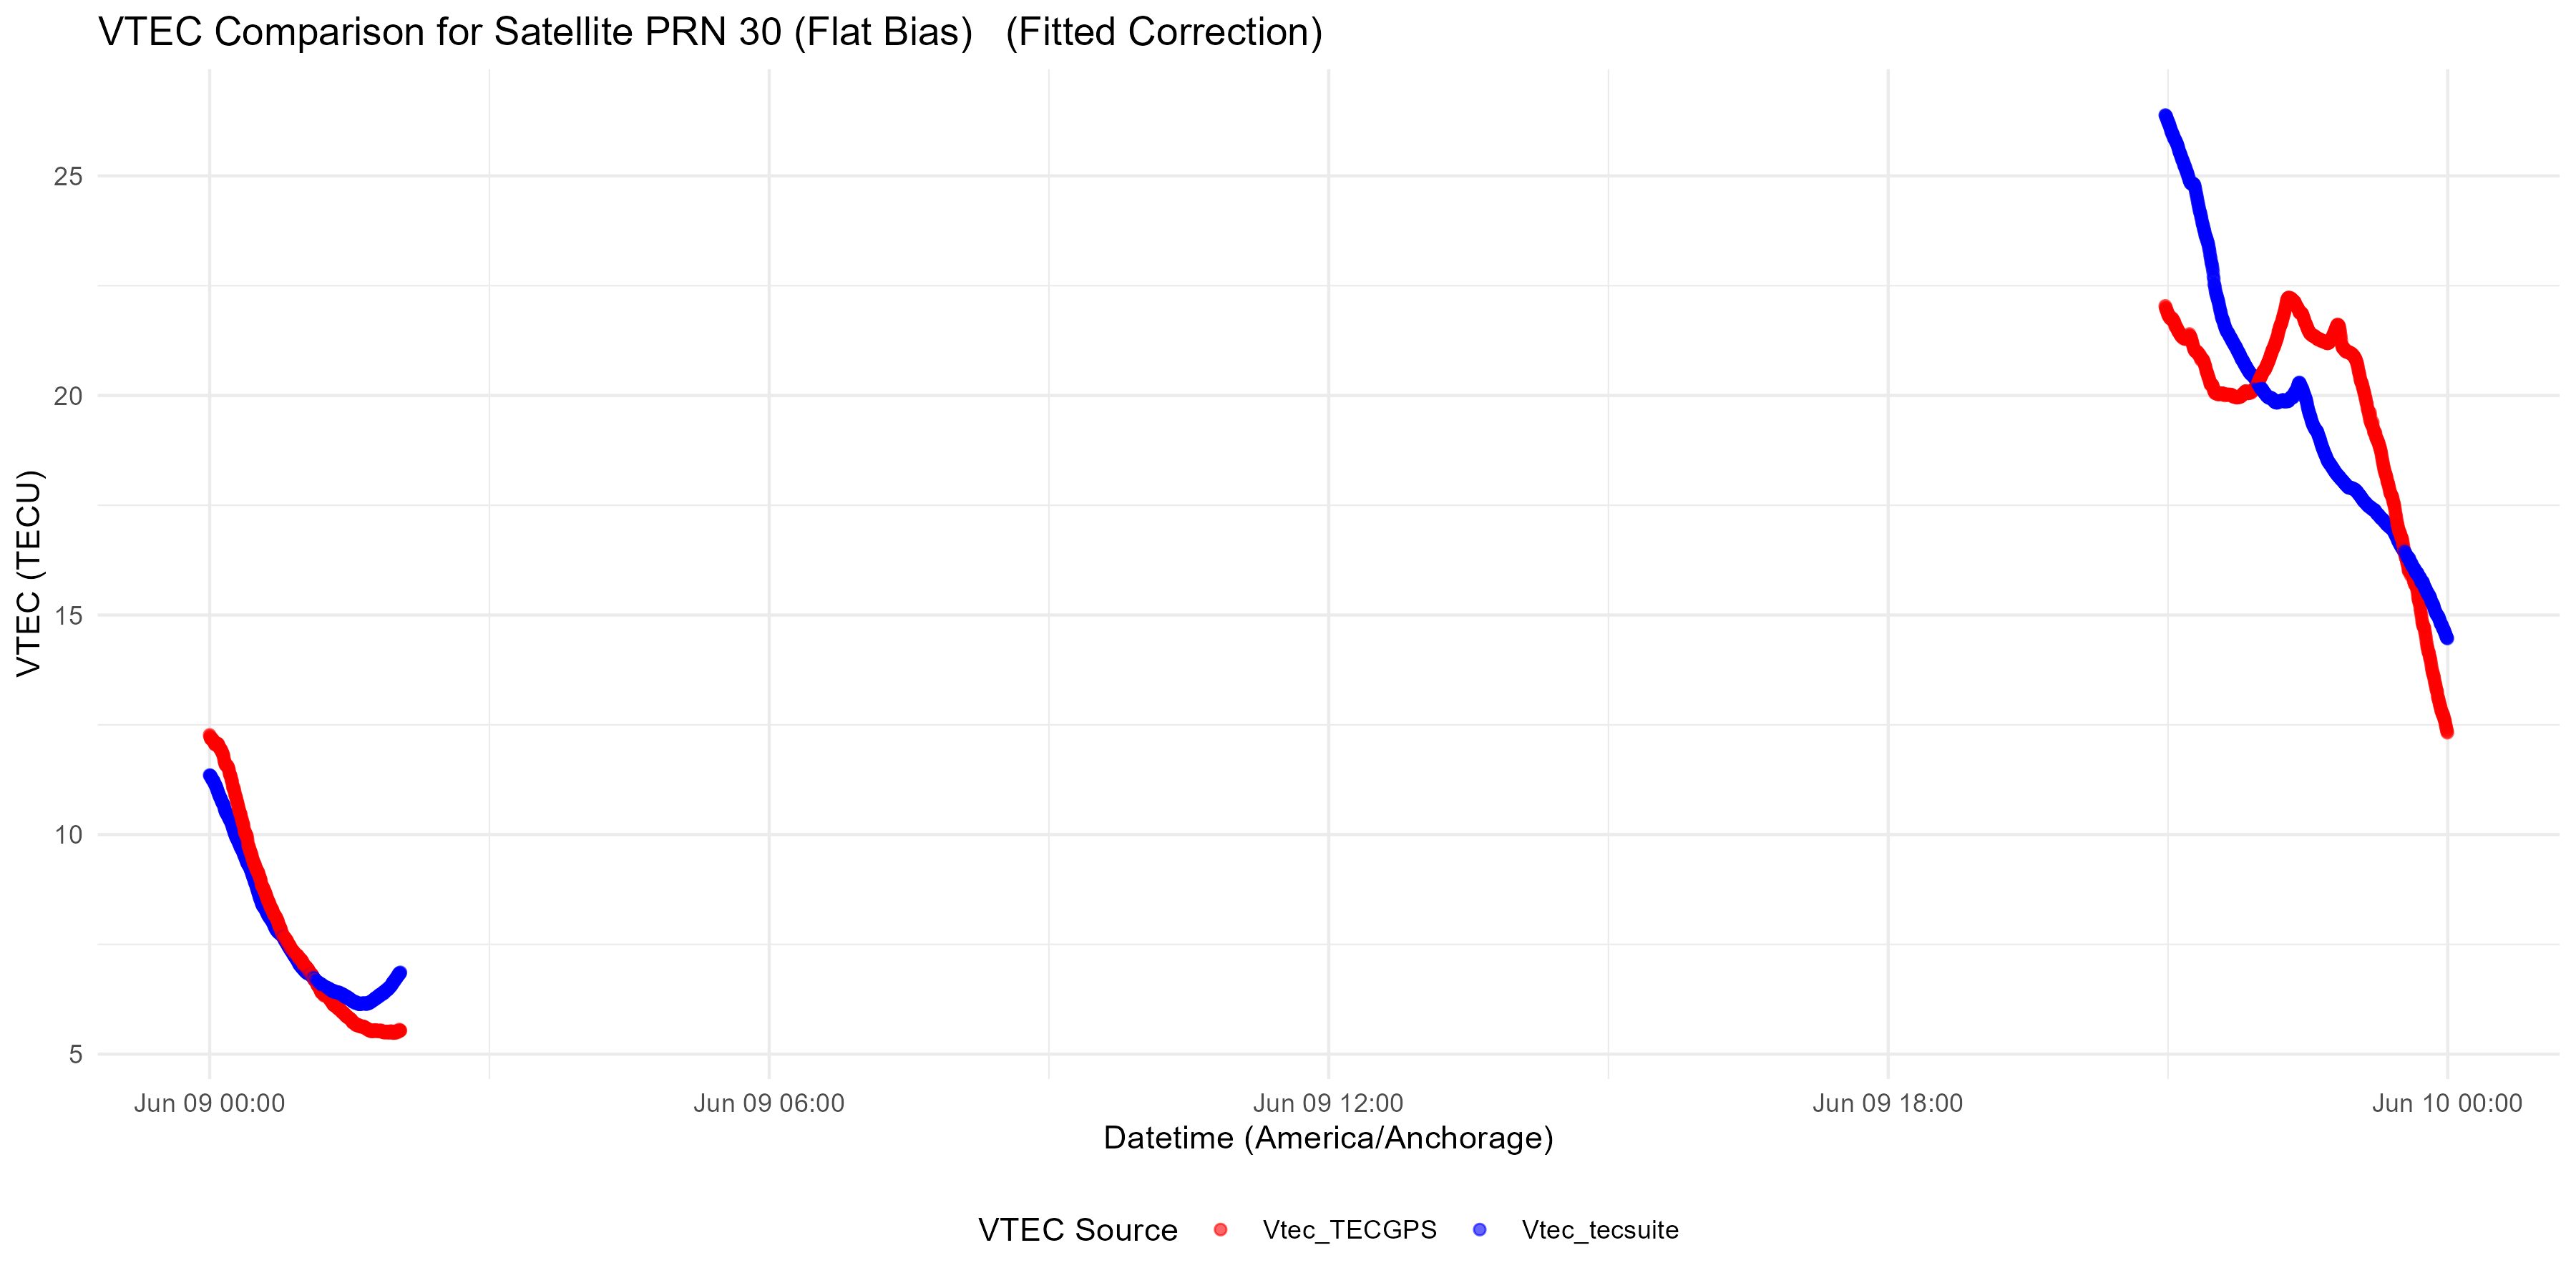 VTEC Comparison for Satellite PRN 30 (Flat Bias)   (Fitted Correction)
VTEC (TECU)
25
20
15
10
5
Jun 09 00:00
Jun 09 06:00
Jun 09 12:00
Jun 09 18:00
Jun 10 00:00
Datetime (America/Anchorage)
VTEC Source Vtec_TECGPS Vtec_tecsuite